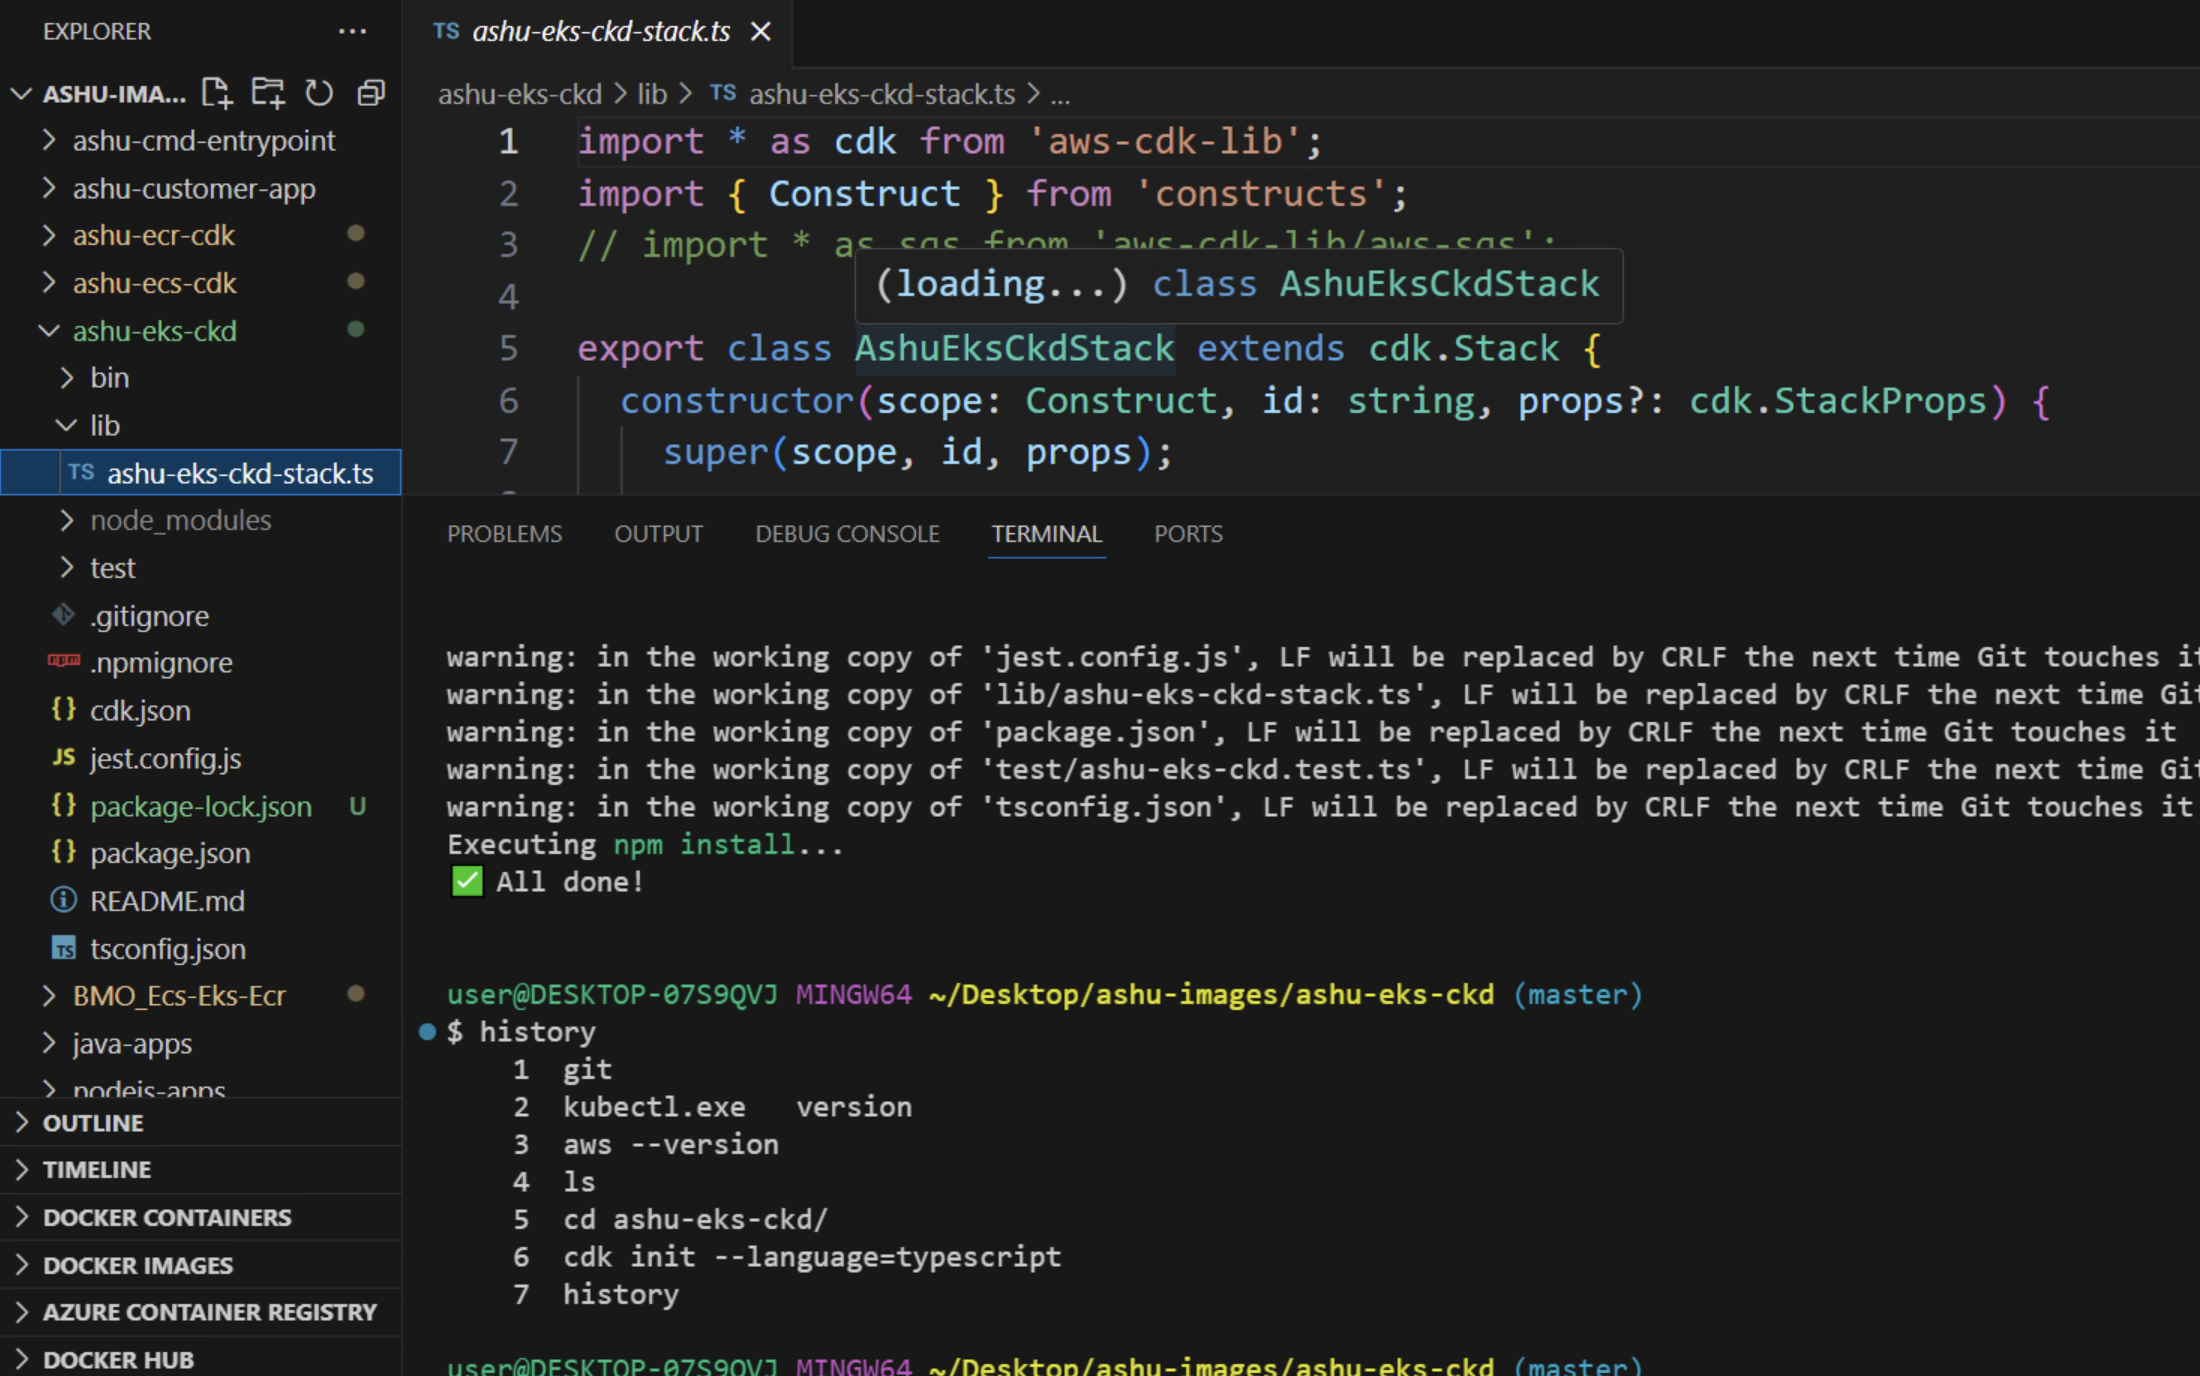 EXPLORER
ASHU-IMA...
ashu-cmd-entrypoint
ashu-customer-app
ashu-ecr-cdk
ashu-ecs-cdk
ashu-eks-ckd
bin
lib
TS ashu-eks-ckd-stack.ts
node_modules
test
.gitignore
npm .npmignore
{} cdk.json
JS jest.config.js
{} package-lock.json U
{} package.json
README.md
TS tsconfig.json
BMO_Ecs-Eks-Ecr
java-apps
nodejs-apps
OUTLINE
TIMELINE
DOCKER CONTAINERS
DOCKER IMAGES
AZURE CONTAINER REGISTRY
DOCKER HUB
TS ashu-eks-ckd-stack.ts
ashu-eks-ckd > lib > TS ashu-eks-ckd-stack.ts > ...
1 import * as cdk from 'aws-cdk-lib';
2 import { Construct } from 'constructs';
3 // import * as sqs from 'aws-cdk-lib/aws-sqs';
(loading...) class AshuEksCkdStack
4
5 export class AshuEksCkdStack extends cdk.Stack {
6 constructor(scope: Construct, id: string, props?: cdk.StackProps) {
7 super(scope, id, props);
PROBLEMS OUTPUT DEBUG CONSOLE TERMINAL PORTS
warning: in the working copy of 'jest.config.js', LF will be replaced by CRLF the next time Git touches it
warning: in the working copy of 'lib/ashu-eks-ckd-stack.ts', LF will be replaced by CRLF the next time Git
warning: in the working copy of 'package.json', LF will be replaced by CRLF the next time Git touches it
warning: in the working copy of 'test/ashu-eks-ckd.test.ts', LF will be replaced by CRLF the next time Git
warning: in the working copy of 'tsconfig.json', LF will be replaced by CRLF the next time Git touches it
Executing npm install...
✅ All done!
user@DESKTOP-07S9QVJ MINGW64 ~/Desktop/ashu-images/ashu-eks-ckd (master)
$ history
1 git
2 kubectl.exe version
3 aws --version
4 ls
5 cd ashu-eks-ckd/
6 cdk init --language=typescript
7 history
user@DESKTOP-07S9QVJ MINGW64 ~/Desktop/ashu-images/ashu-eks-ckd (master)